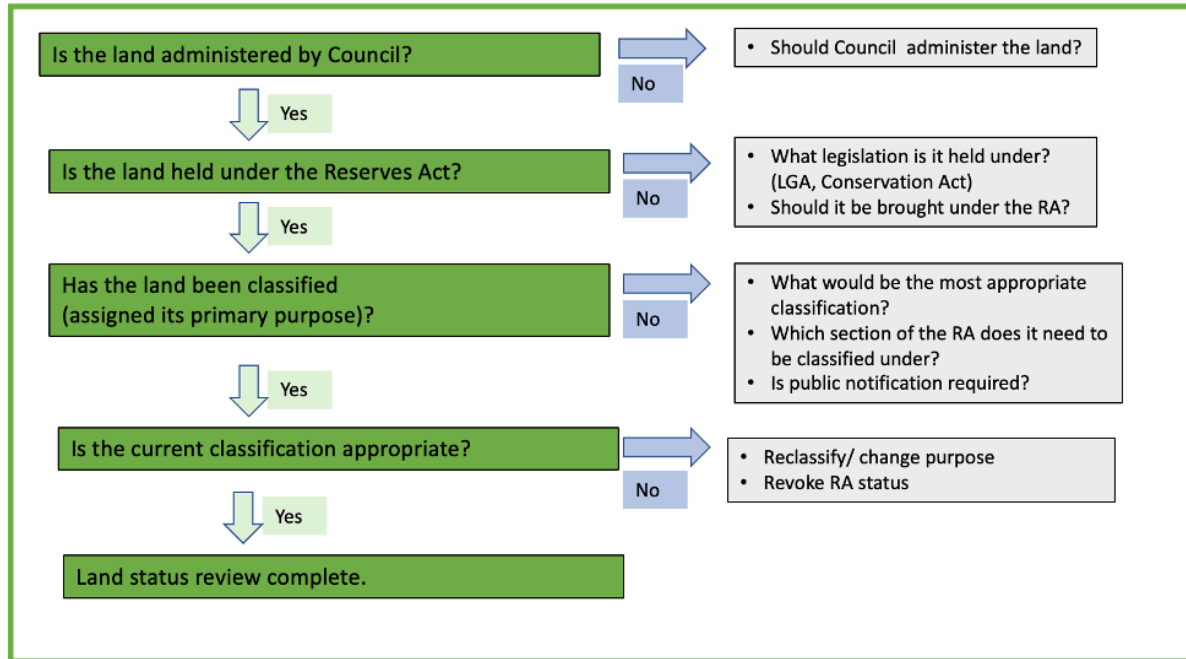 Is the land administered by Council?
No
• Should Council  administer the land?
Yes
Is the land held under the Reserves Act?
No
• What legislation is it held under?
(LGA, Conservation Act)
• Should it be brought under the RA?
Yes
Has the land been classified
(assigned its primary purpose)?
No
• What would be the most appropriate
classification?
• Which section of the RA does it need to
be classified under?
• Is public notification required?
Yes
Is the current classification appropriate?
No
• Reclassify/ change purpose
• Revoke RA status
Yes
Land status review complete.